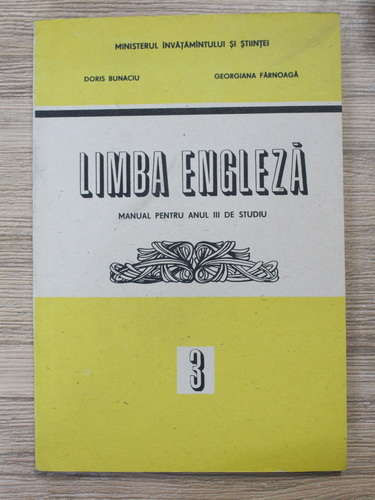 MINISTERUL ÎNVĂȚĂMÎNTULUI ȘI ȘTIINȚEI
DORIS BUNACIU GEORGIANA FĂRNOAGĂ
LIMBA ENGLEZĂ
MANUAL PENTRU ANUL III DE STUDIU
3